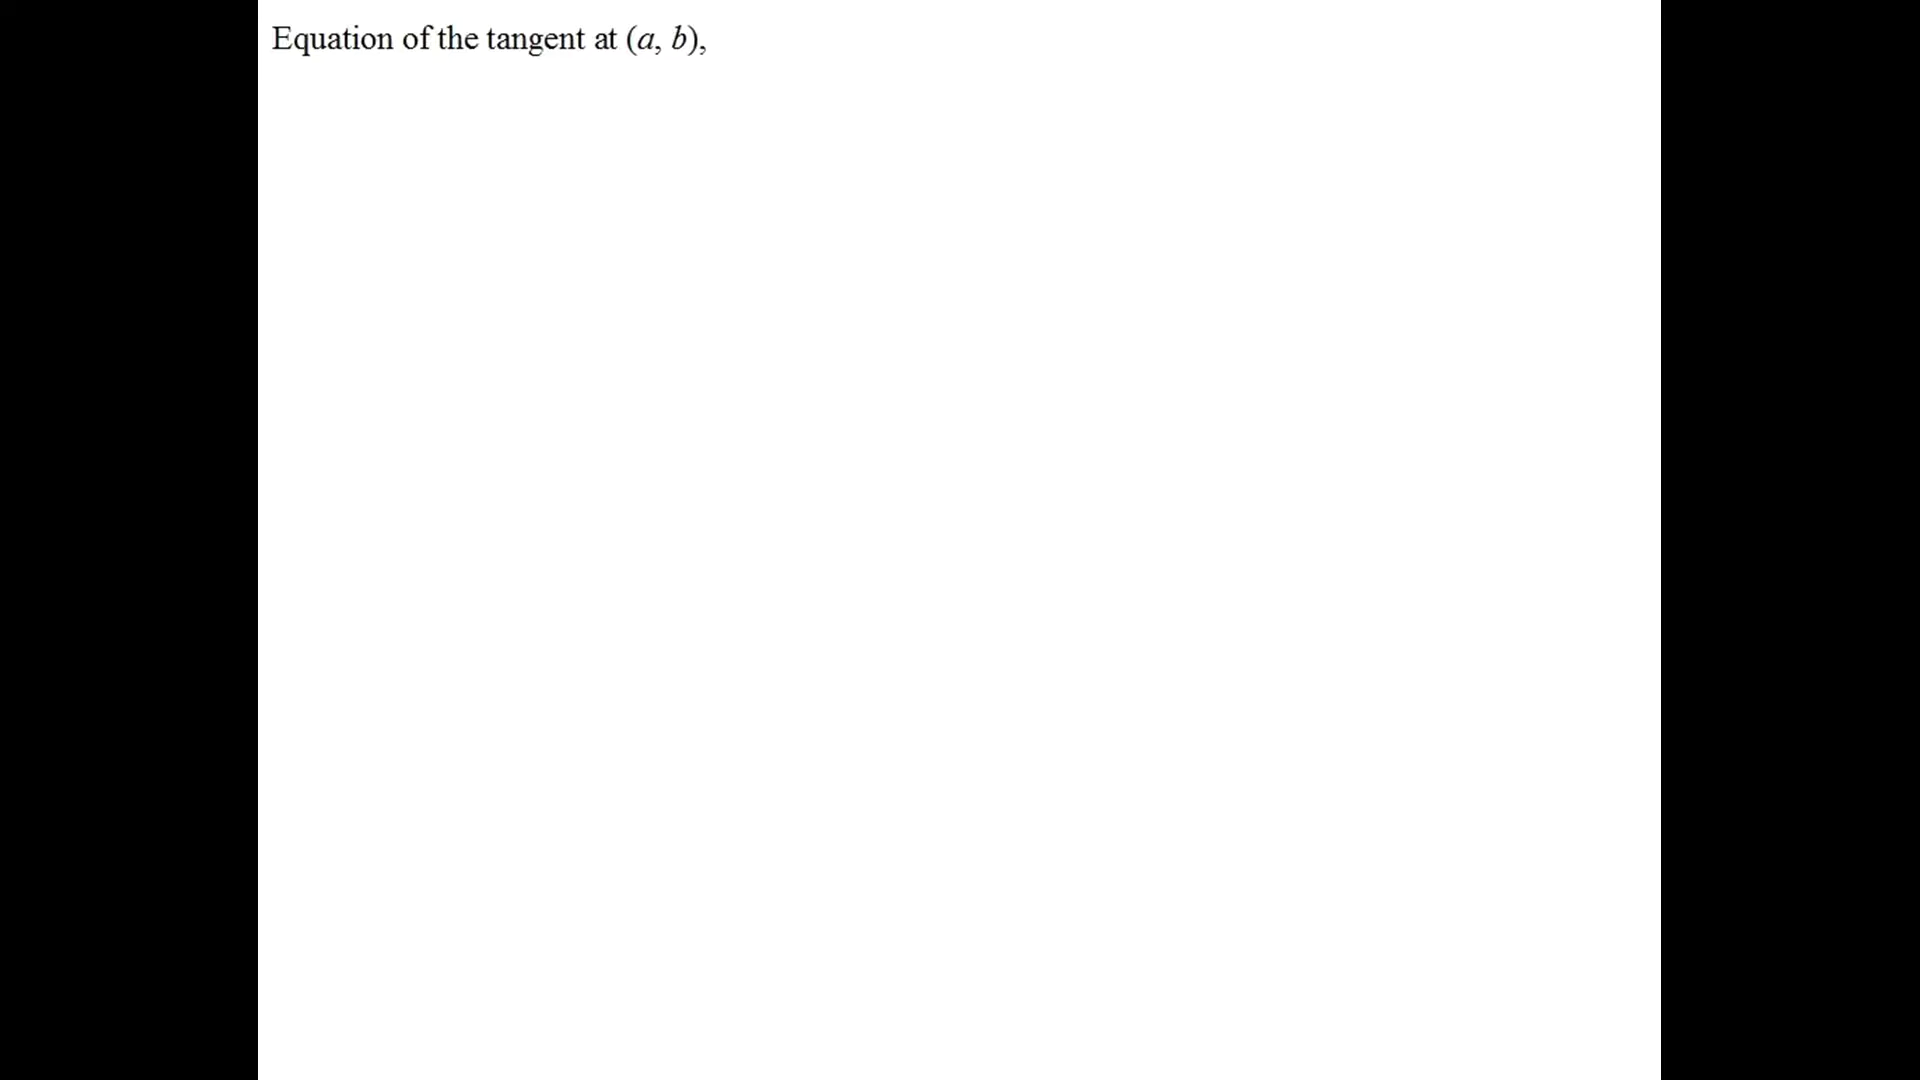 Equation of the tangent at (a, b),